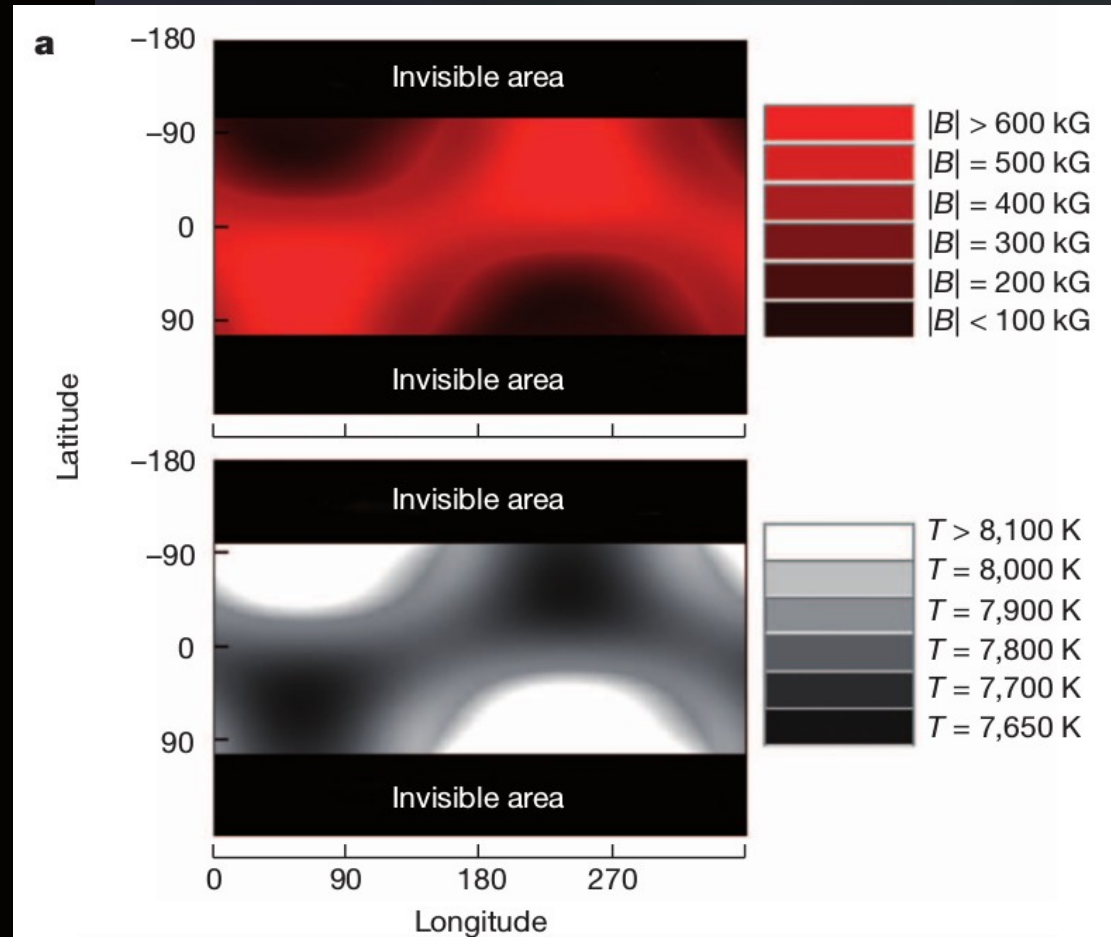 a
−180
−90
0
90
Invisible area
Invisible area
|B| > 600 kG
|B| = 500 kG
|B| = 400 kG
|B| = 300 kG
|B| = 200 kG
|B| < 100 kG
Latitude
−180
−90
0
90
Invisible area
Invisible area
T > 8,100 K
T = 8,000 K
T = 7,900 K
T = 7,800 K
T = 7,700 K
T = 7,650 K
0 90 180 270
Longitude